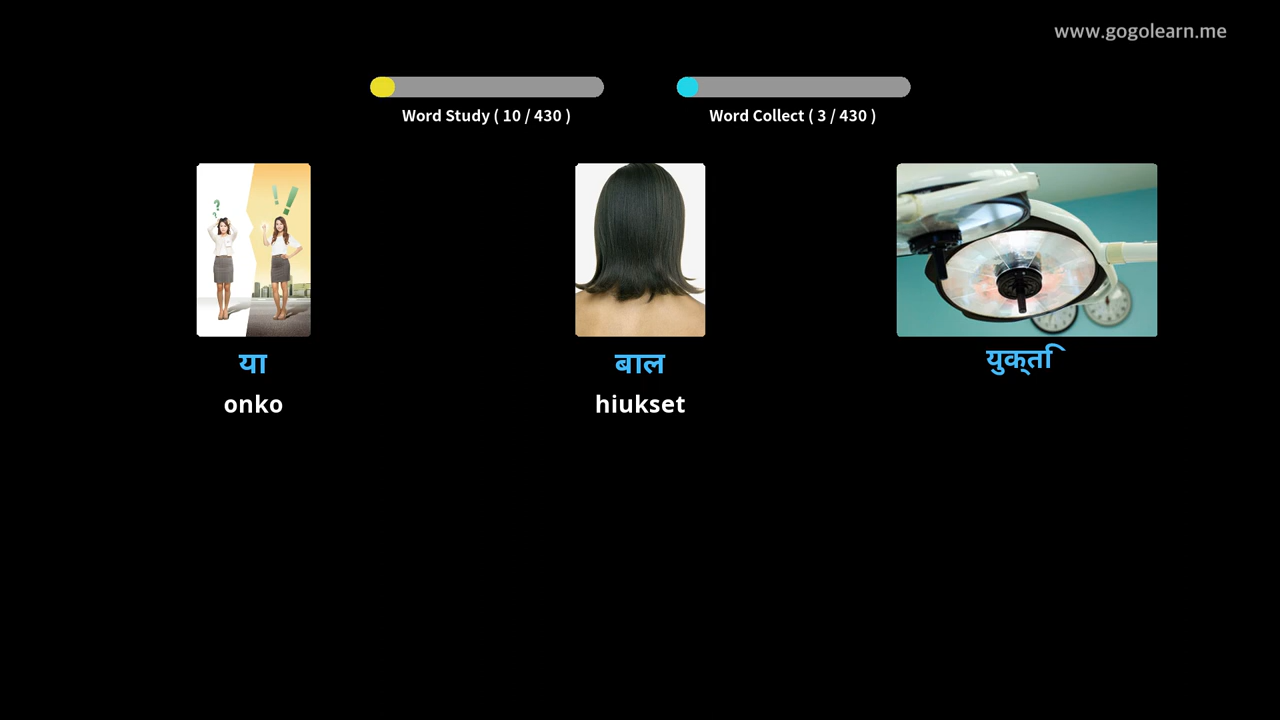 www.gogolearn.me
Word Study ( 10 / 430 )
Word Collect ( 3 / 430 )
या
बाल
युक्ति
onko
hiukset